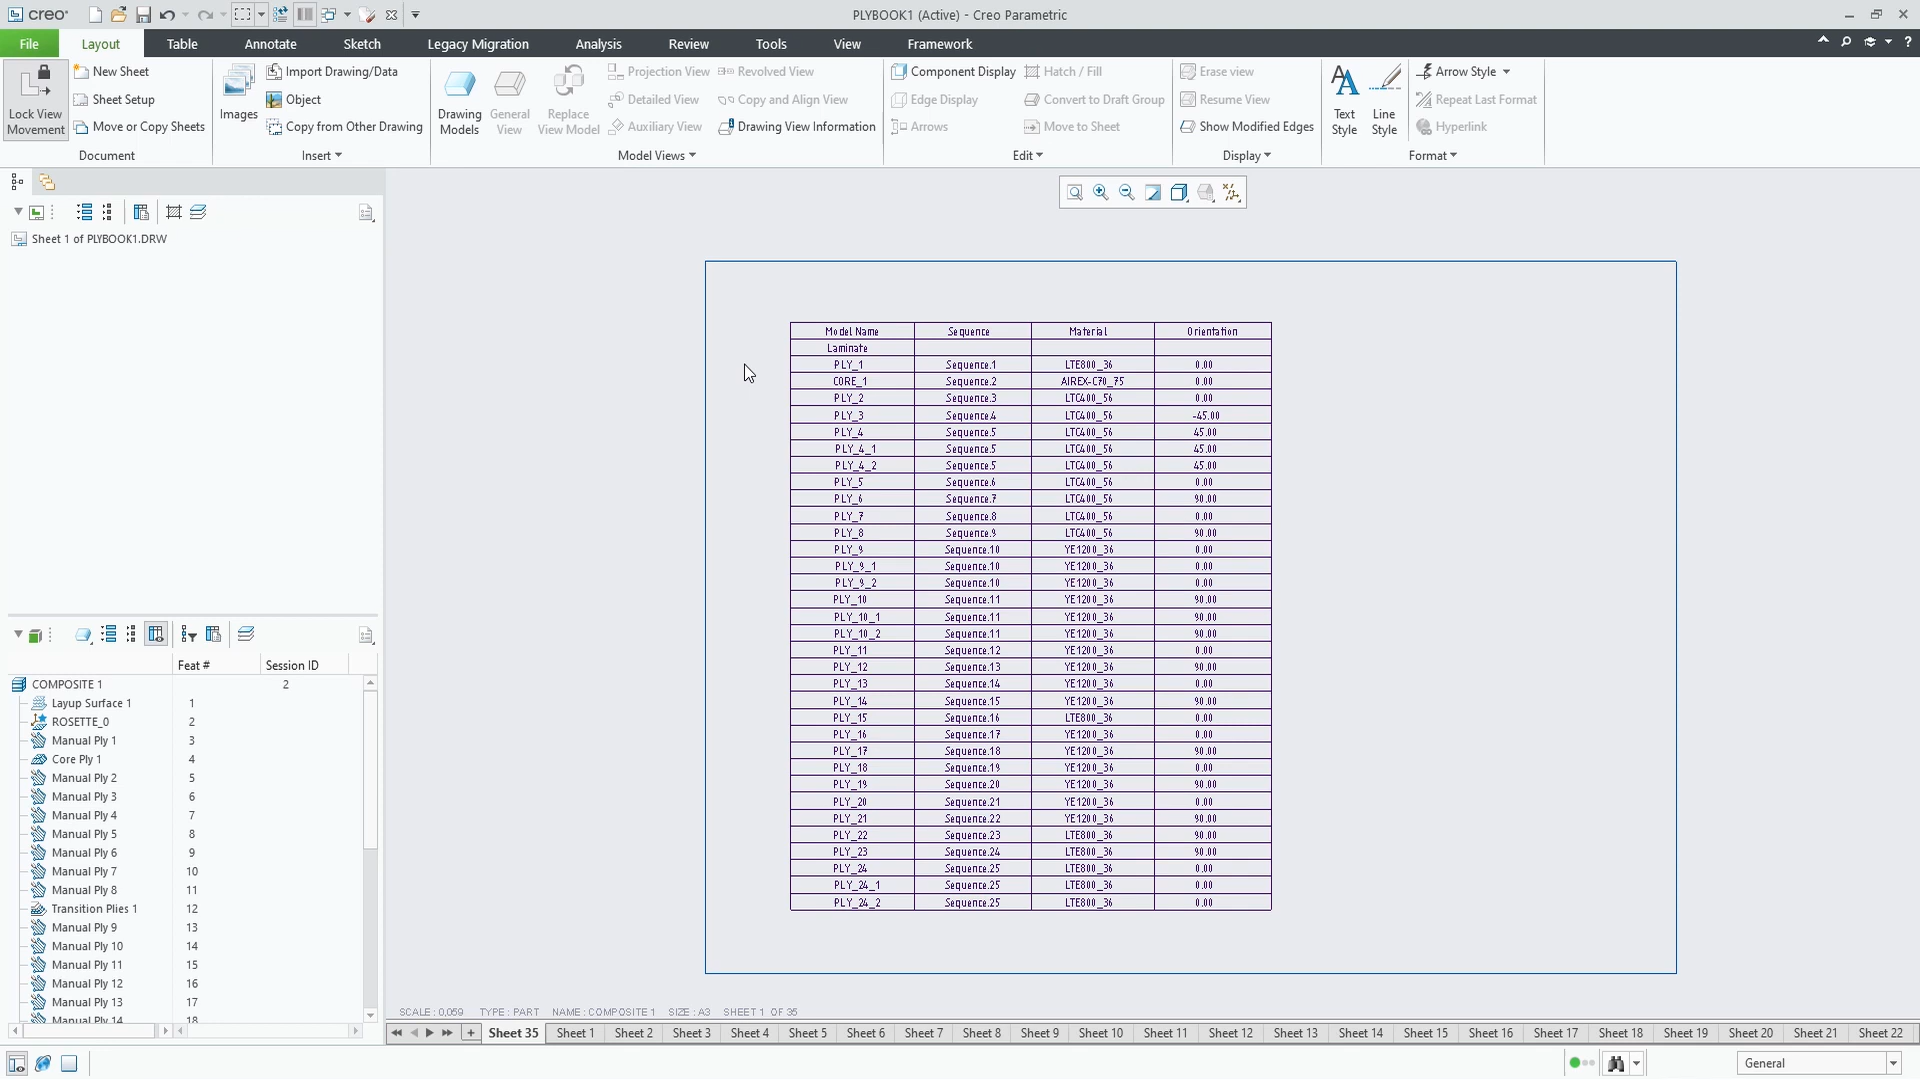 creo
PLYBOOK1 (Active) - Creo Parametric
File Layout Table Annotate Sketch Legacy Migration Analysis Review Tools View Framework
Lock View Movement
New Sheet
Sheet Setup
Move or Copy Sheets
Document
Images
Import Drawing/Data
Object
Copy from Other Drawing
Insert
Drawing Models
General View
Replace View Model
Projection View
Detailed View
Auxiliary View
Revolved View
Copy and Align View
Drawing View Information
Model Views
Component Display
Edge Display
Arrows
Hatch / Fill
Convert to Draft Group
Move to Sheet
Edit
Erase view
Resume View
Show Modified Edges
Display
Text Style
Line Style
Arrow Style
Repeat Last Format
Hyperlink
Format
Sheet 1 of PLYBOOK1.DRW
Feat # Session ID
COMPOSITE 1 2
Layup Surface 1 1
ROSETTE_0 2
Manual Ply 1 3
Core Ply 1 4
Manual Ply 2 5
Manual Ply 3 6
Manual Ply 4 7
Manual Ply 5 8
Manual Ply 6 9
Manual Ply 7 10
Manual Ply 8 11
Transition Plies 1 12
Manual Ply 9 13
Manual Ply 10 14
Manual Ply 11 15
Manual Ply 12 16
Manual Ply 13 17
Manual Ply 14 18
Model Name Sequence Material Orientation
Laminate
PLY_1 Sequence.1 LTE800_36 0.00
CORE_1 Sequence.2 AIREX-C70_75 0.00
PLY_2 Sequence.3 LTC400_56 0.00
PLY_3 Sequence.4 LTC400_56 -45.00
PLY_4 Sequence.5 LTC400_56 45.00
PLY_4_1 Sequence.5 LTC400_56 45.00
PLY_4_2 Sequence.5 LTC400_56 45.00
PLY_5 Sequence.6 LTC400_56 0.00
PLY_6 Sequence.7 LTC400_56 90.00
PLY_7 Sequence.8 LTC400_56 0.00
PLY_8 Sequence.9 LTC400_56 90.00
PLY_9 Sequence.10 YE1200_36 0.00
PLY_9_1 Sequence.10 YE1200_36 0.00
PLY_9_2 Sequence.10 YE1200_36 0.00
PLY_10 Sequence.11 YE1200_36 90.00
PLY_10_1 Sequence.11 YE1200_36 90.00
PLY_10_2 Sequence.11 YE1200_36 90.00
PLY_11 Sequence.12 YE1200_36 0.00
PLY_12 Sequence.13 YE1200_36 90.00
PLY_13 Sequence.14 YE1200_36 0.00
PLY_14 Sequence.15 YE1200_36 90.00
PLY_15 Sequence.16 LTE800_36 0.00
PLY_16 Sequence.17 YE1200_36 0.00
PLY_17 Sequence.18 YE1200_36 90.00
PLY_18 Sequence.19 YE1200_36 0.00
PLY_19 Sequence.20 YE1200_36 90.00
PLY_20 Sequence.21 YE1200_36 0.00
PLY_21 Sequence.22 YE1200_36 90.00
PLY_22 Sequence.23 LTE800_36 90.00
PLY_23 Sequence.24 LTE800_36 90.00
PLY_24 Sequence.25 LTE800_36 0.00
PLY_24_1 Sequence.25 LTE800_36 0.00
PLY_24_2 Sequence.25 LTE800_36 0.00
SCALE : 0,059 TYPE : PART NAME : COMPOSITE 1 SIZE : A3 SHEET 1 OF 35
Sheet 35 Sheet 1 Sheet 2 Sheet 3 Sheet 4 Sheet 5 Sheet 6 Sheet 7 Sheet 8 Sheet 9 Sheet 10 Sheet 11 Sheet 12 Sheet 13 Sheet 14 Sheet 15 Sheet 16 Sheet 17 Sheet 18 Sheet 19 Sheet 20 Sheet 21 Sheet 22
General